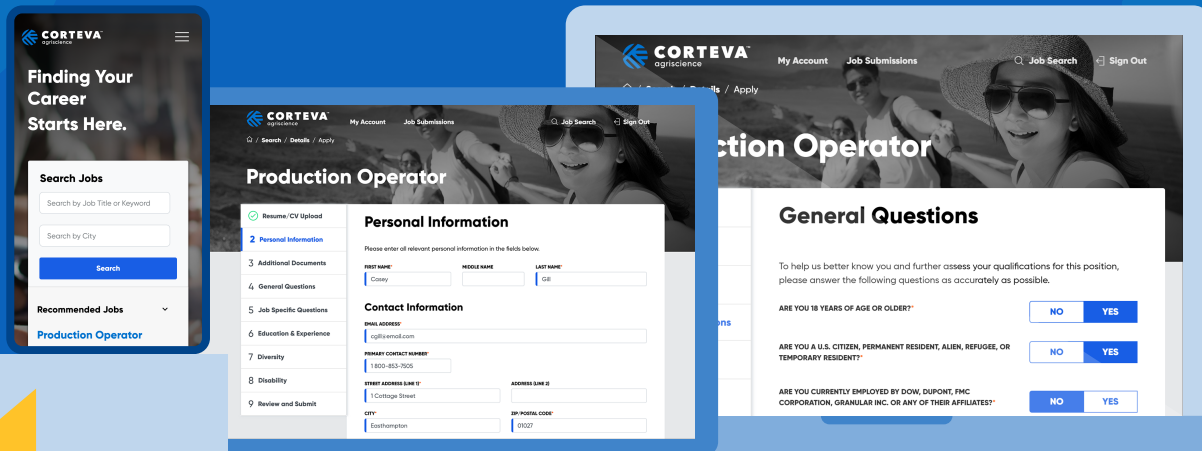 CORTEVA
agriscience
Finding Your
Career
Starts Here.
Search Jobs
Search by Job Title or Keyword
Search by City
Search
Recommended Jobs
Production Operator
CORTEVA
agriscience
My Account
Job Submissions
Job Search
Sign Out
/ Search / Details / Apply
Production Operator
Resume/CV Upload
2 Personal Information
3 Additional Documents
4 General Questions
5 Job Specific Questions
6 Education & Experience
7 Diversity
8 Disability
9 Review and Submit
Personal Information
Please enter all relevant personal information in the fields below.
FIRST NAME*
MIDDLE NAME
LAST NAME*
Casey
Gill
Contact Information
EMAIL ADDRESS*
cgill@email.com
PRIMARY CONTACT NUMBER*
1 800-853-7505
STREET ADDRESS (LINE 1)*
ADDRESS (LINE 2)
1 Cottage Street
CITY*
ZIP/POSTAL CODE*
Easthampton
01027
CORTEVA
agriscience
My Account
Job Submissions
Job Search
Sign Out
/ Apply
ction Operator
ons
General Questions
To help us better know you and further assess your qualifications for this position,
please answer the following questions as accurately as possible.
ARE YOU 18 YEARS OF AGE OR OLDER?*
NO YES
ARE YOU A U.S. CITIZEN, PERMANENT RESIDENT, ALIEN, REFUGEE, OR
TEMPORARY RESIDENT?*
NO YES
ARE YOU CURRENTLY EMPLOYED BY DOW, DUPONT, FMC
CORPORATION, GRANULAR INC. OR ANY OF THEIR AFFILIATES?*
NO YES